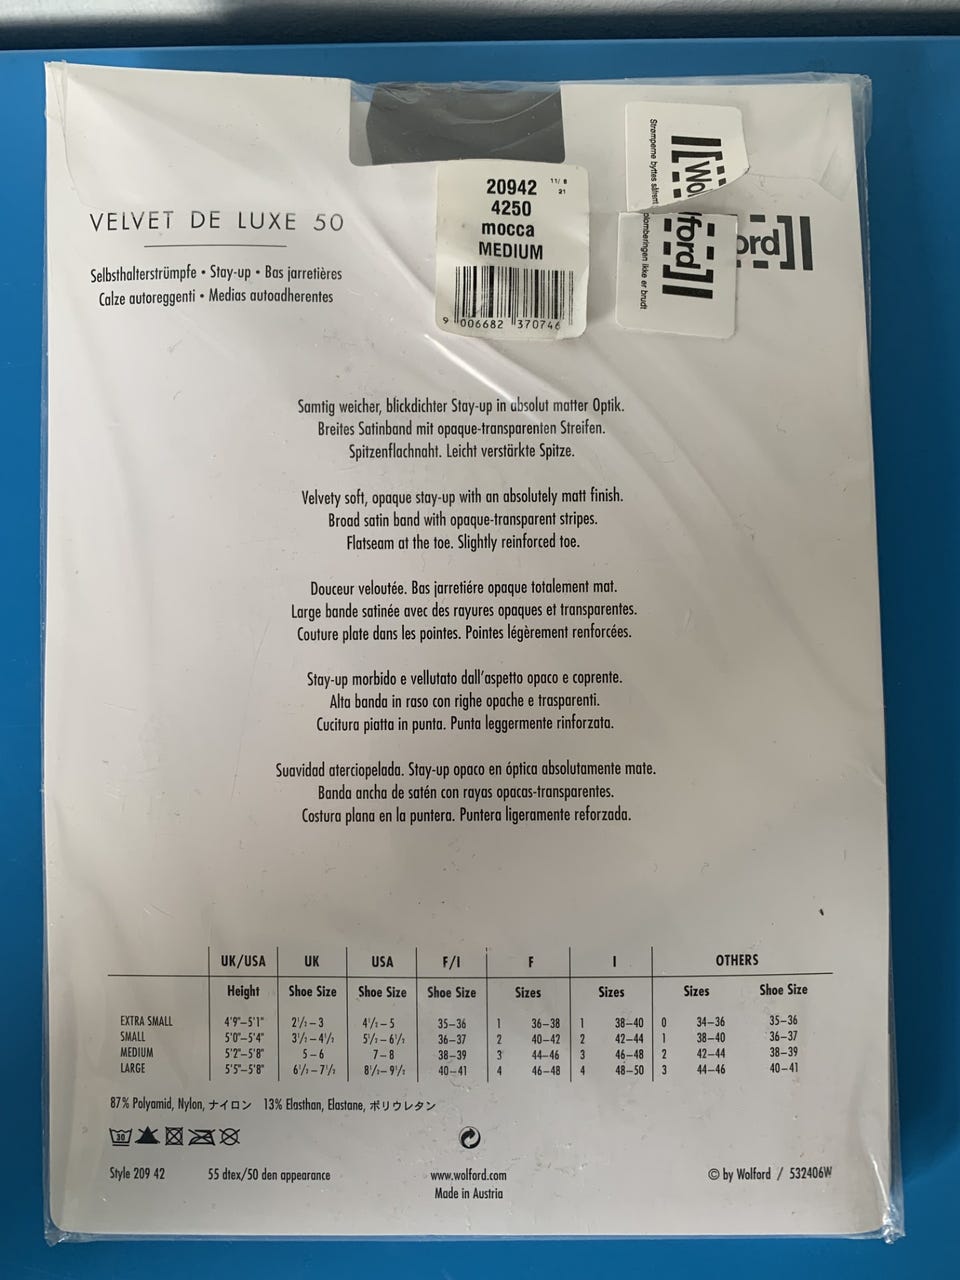 VELVET DE LUXE 50
Selbsthalterstrümpfe • Stay-up • Bas jarretières
Calze autoreggenti • Medias autoadherentes
20942 11/ 8
21
4250
mocca
MEDIUM
9 006682 370746
Strømperne byttes såfremt
plomberingen ikke er brudt
[Wo
lford]
ord]
Samtig weicher, blickdichter Stay-up in absolut matter Optik.
Breites Satinband mit opaque-transparenten Streifen.
Spitzenflachnaht. Leicht verstärkte Spitze.
Velvety soft, opaque stay-up with an absolutely matt finish.
Broad satin band with opaque-transparent stripes.
Flatseam at the toe. Slightly reinforced toe.
Douceur veloutée. Bas jarretiére opaque totalement mat.
Large bande satinée avec des rayures opaques et transparentes.
Couture plate dans les pointes. Pointes légèrement renforcées.
Stay-up morbido e vellutato dall'aspetto opaco e coprente.
Alta banda in raso con righe opache e trasparenti.
Cucitura piatta in punta. Punta leggermente rinforzata.
Suavidad aterciopelada. Stay-up opaco en óptica absolutamente mate.
Banda ancha de satén con rayas opacas-transparentes.
Costura plana en la puntera. Puntera ligeramente reforzada.
UK/USA UK USA F/I F I OTHERS
Height Shoe Size Shoe Size Shoe Size Sizes Sizes Sizes Shoe Size
EXTRA SMALL 4'9"–5'1" 2½–3 4½–5 35–36 1 36–38 1 38–40 0 34–36 35–36
SMALL 5'0"–5'4" 3½–4½ 5½–6½ 36–37 2 40–42 2 42–44 1 38–40 36–37
MEDIUM 5'2"–5'8" 5–6 7–8 38–39 3 44–46 3 46–48 2 42–44 38–39
LARGE 5'5"–5'8" 6½–7½ 8½–9½ 40–41 4 46–48 4 48–50 3 44–46 40–41
87% Polyamid, Nylon, ナイロン 13% Elasthan, Elastane, ポリウレタン
30
Style 209 42 55 dtex/50 den appearance www.wolford.com © by Wolford / 532406W
Made in Austria